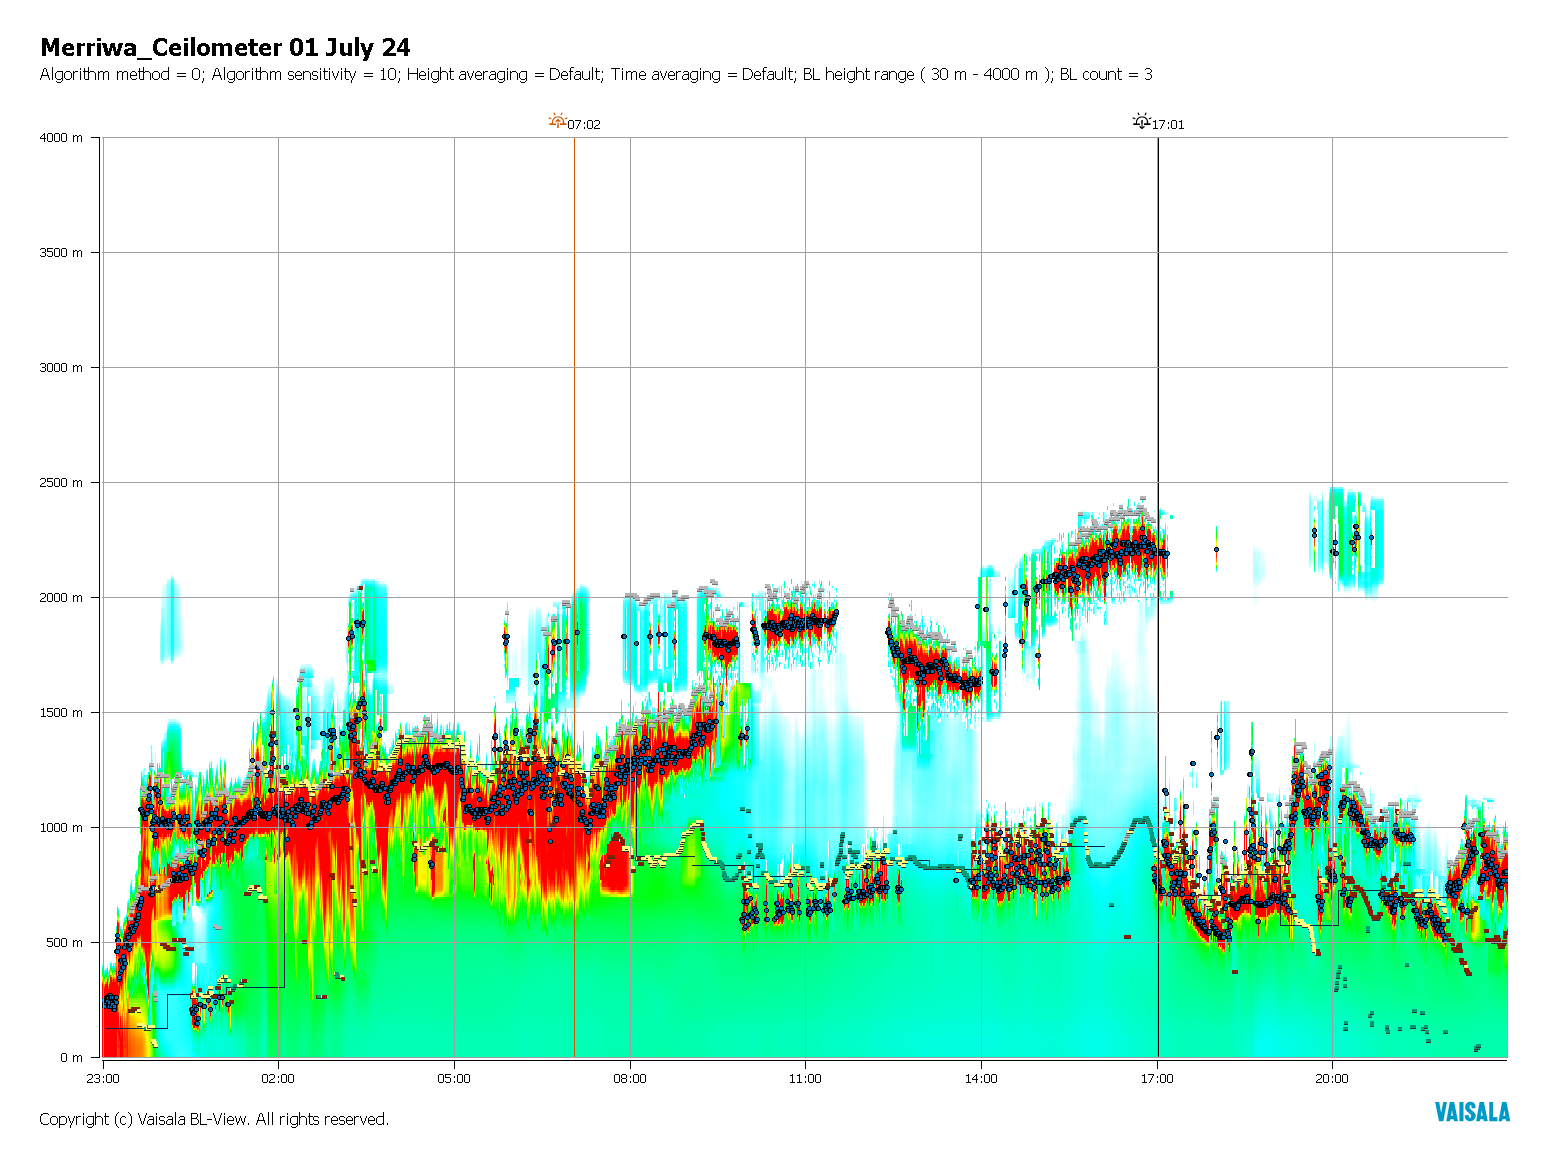 Merriwa_Ceilometer 01 July 24
Algorithm method = 0; Algorithm sensitivity = 10; Height averaging = Default; Time averaging = Default; BL height range ( 30 m - 4000 m ); BL count = 3
07:02
17:01
4000 m
3500 m
3000 m
2500 m
2000 m
1500 m
1000 m
500 m
0 m
23:00
02:00
05:00
08:00
11:00
14:00
17:00
20:00
Copyright (c) Vaisala BL-View. All rights reserved.
VAISALA